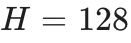 H = 128